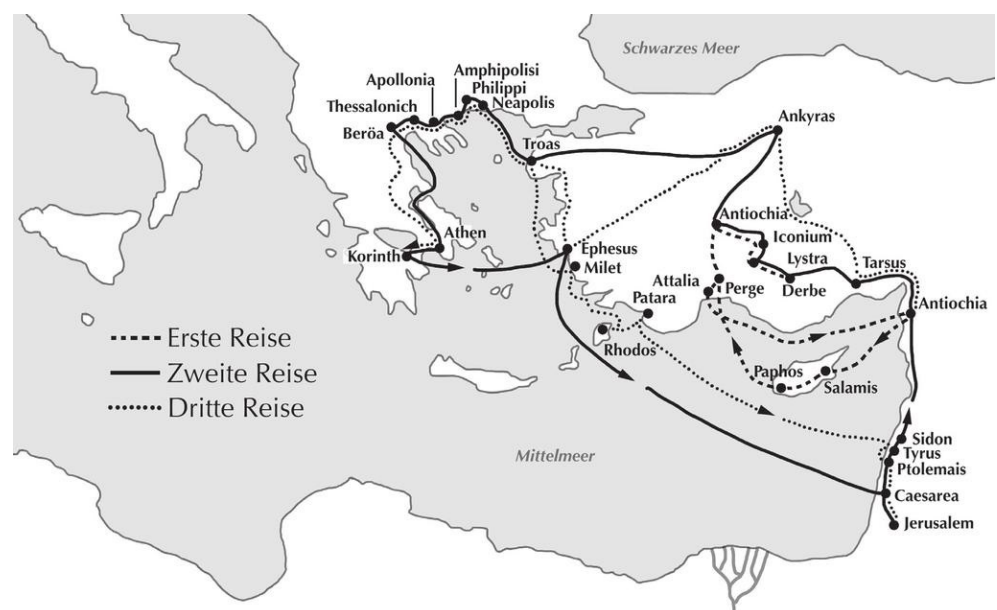 Schwarzes Meer
Amphipolisi
Apollonia
Philippi
Thessalonich
Neapolis
Beröa
Ankyras
Troas
Antiochia
Iconium
Athen
Korinth
Ephesus
Lystra
Tarsus
Milet
Attalia
Perge
Derbe
Patara
Antiochia
Rhodos
Paphos
Salamis
Erste Reise
Zweite Reise
Dritte Reise
Mittelmeer
Sidon
Tyrus
Ptolemais
Caesarea
Jerusalem